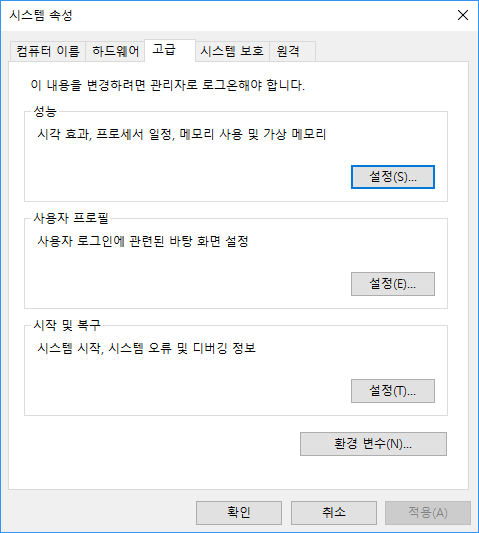 시스템 속성
컴퓨터 이름 하드웨어 고급 시스템 보호 원격
이 내용을 변경하려면 관리자로 로그온해야 합니다.
성능
시각 효과, 프로세서 일정, 메모리 사용 및 가상 메모리
설정(S)...
사용자 프로필
사용자 로그인에 관련된 바탕 화면 설정
설정(E)...
시작 및 복구
시스템 시작, 시스템 오류 및 디버깅 정보
설정(T)...
환경 변수(N)...
확인 취소 적용(A)